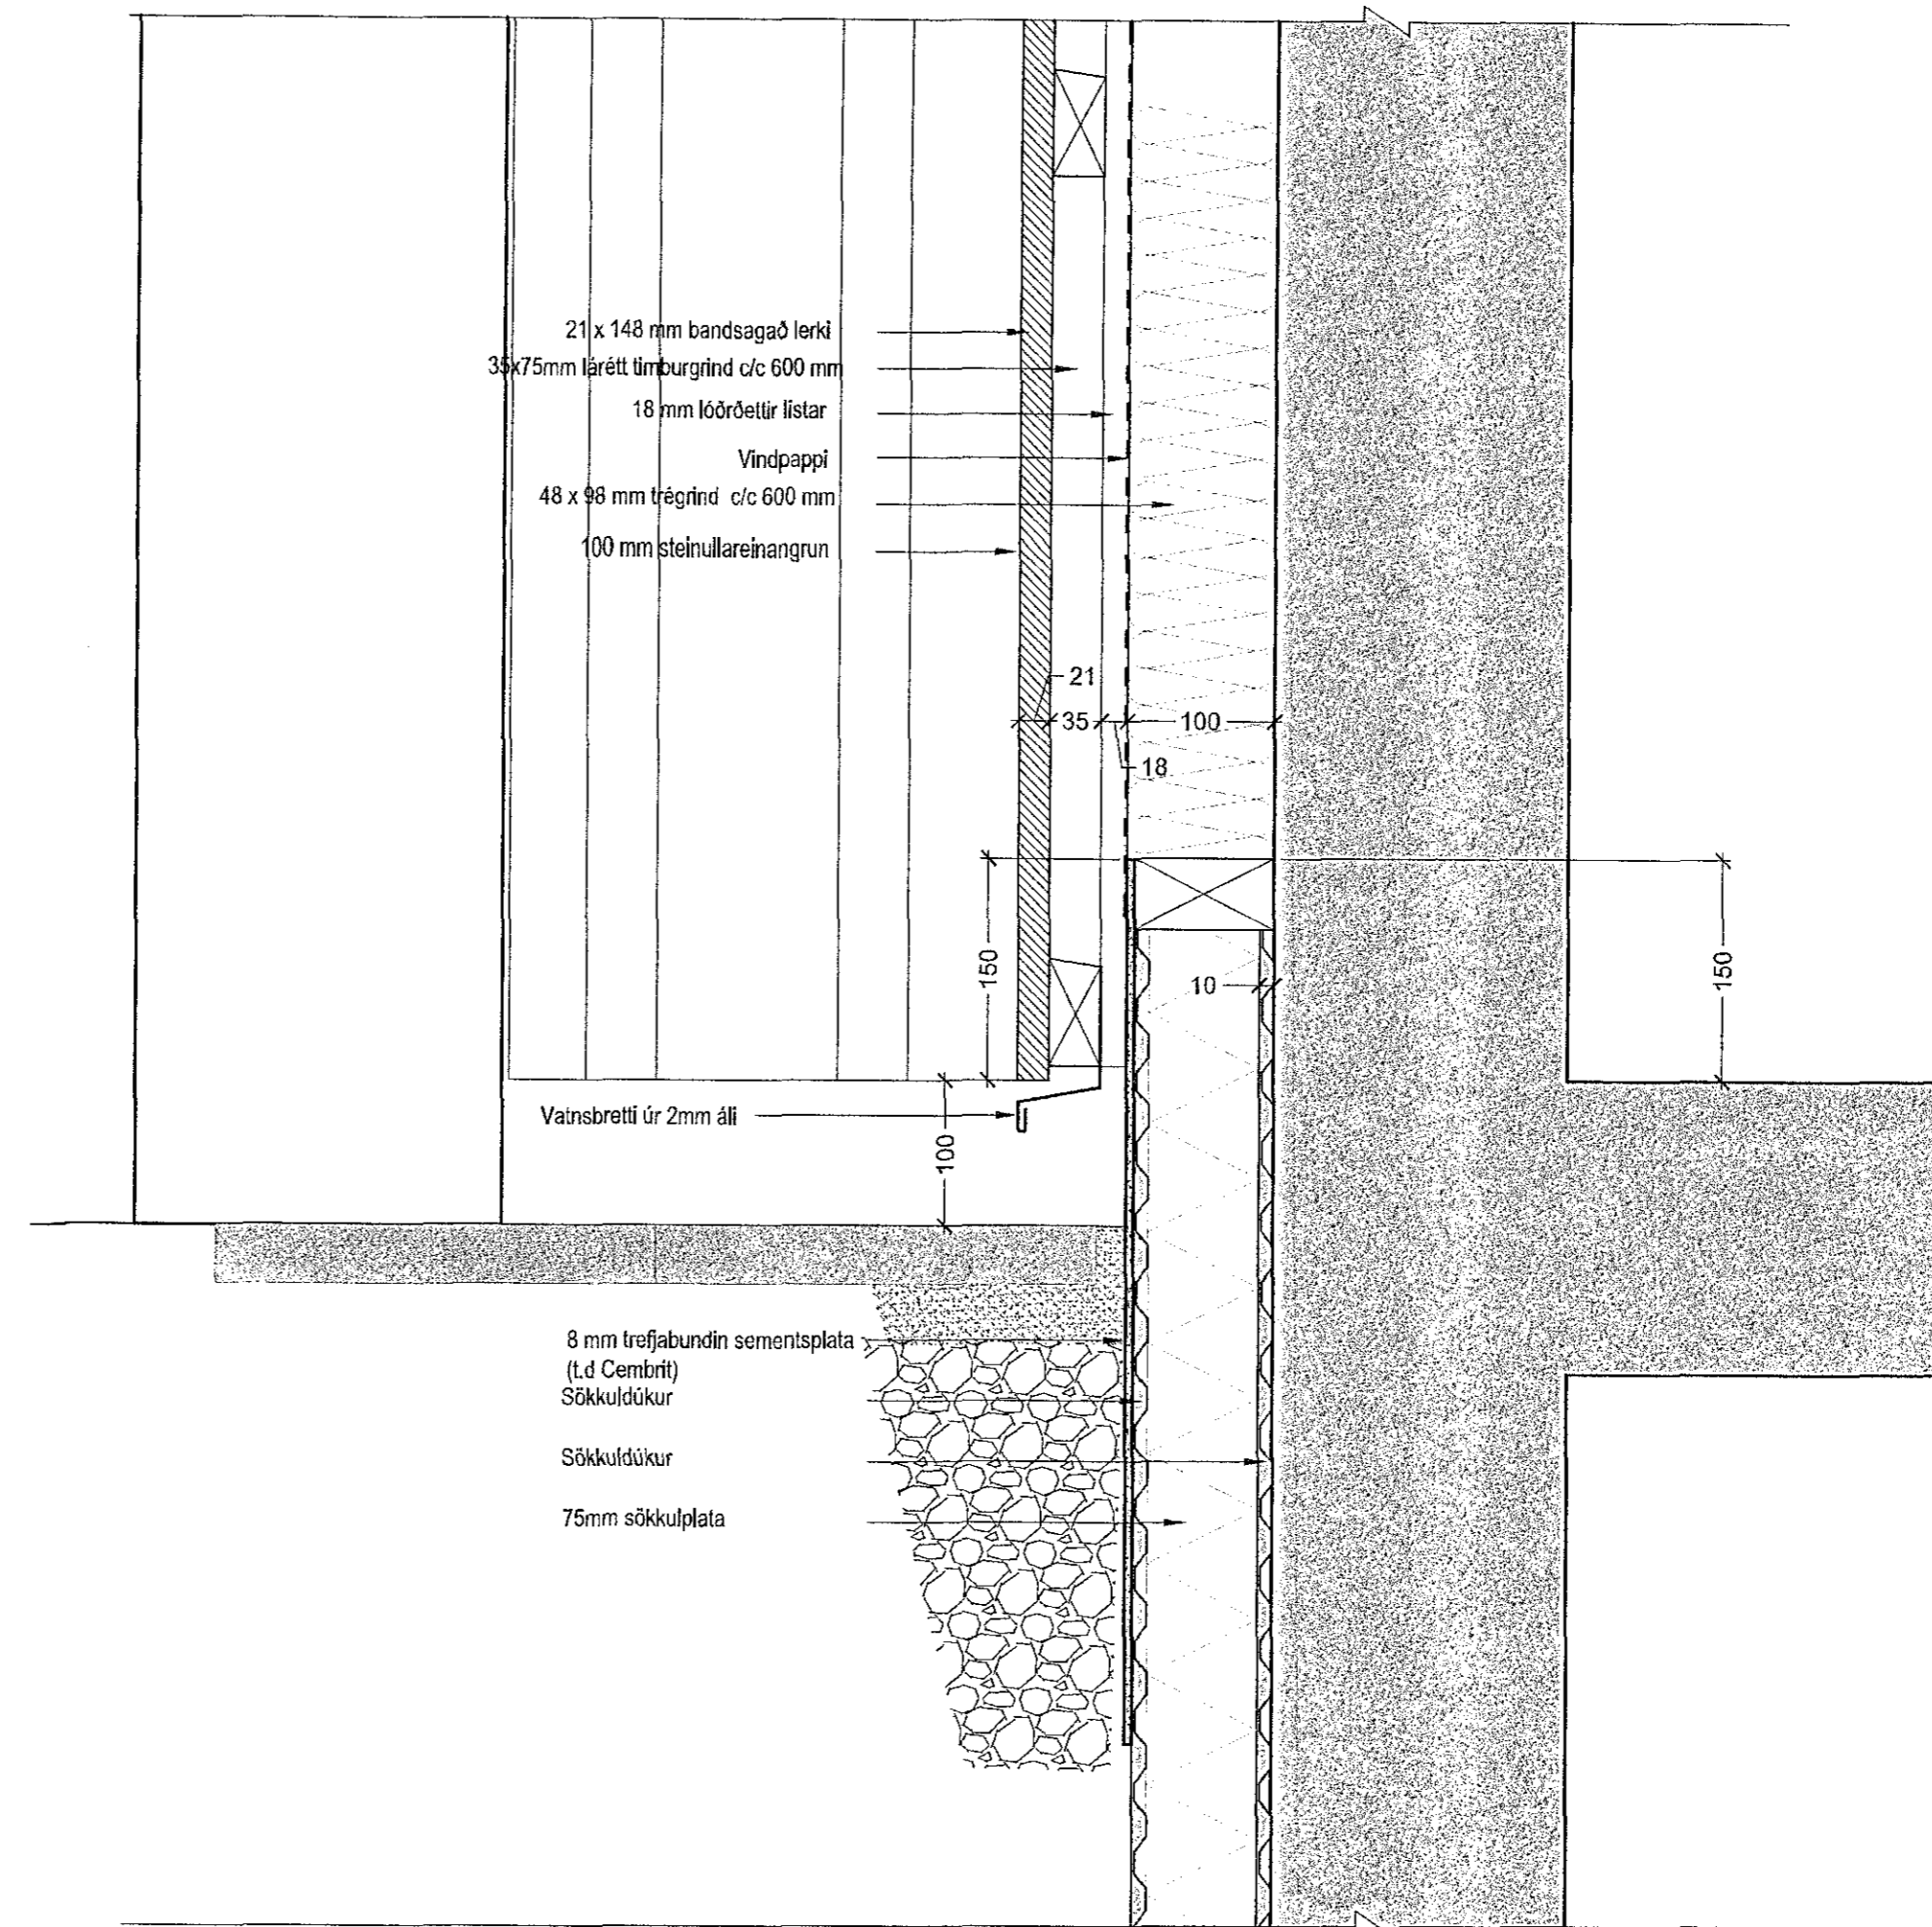 21 x 148 mm bandsagað lerki
35x75mm lárétt timburgrind c/c 600 mm
18 mm lóðrðettir listar
Vindpappi
48 x 98 mm trégrind c/c 600 mm
100 mm steinullareinangrun
21
35
100
18
150
10
150
Vatnsbretti úr 2mm áli
100
8 mm trefjabundin sementsplata
(t.d Cembrit)
Sökkuldúkur
Sökkuldúkur
75mm sökkulplata